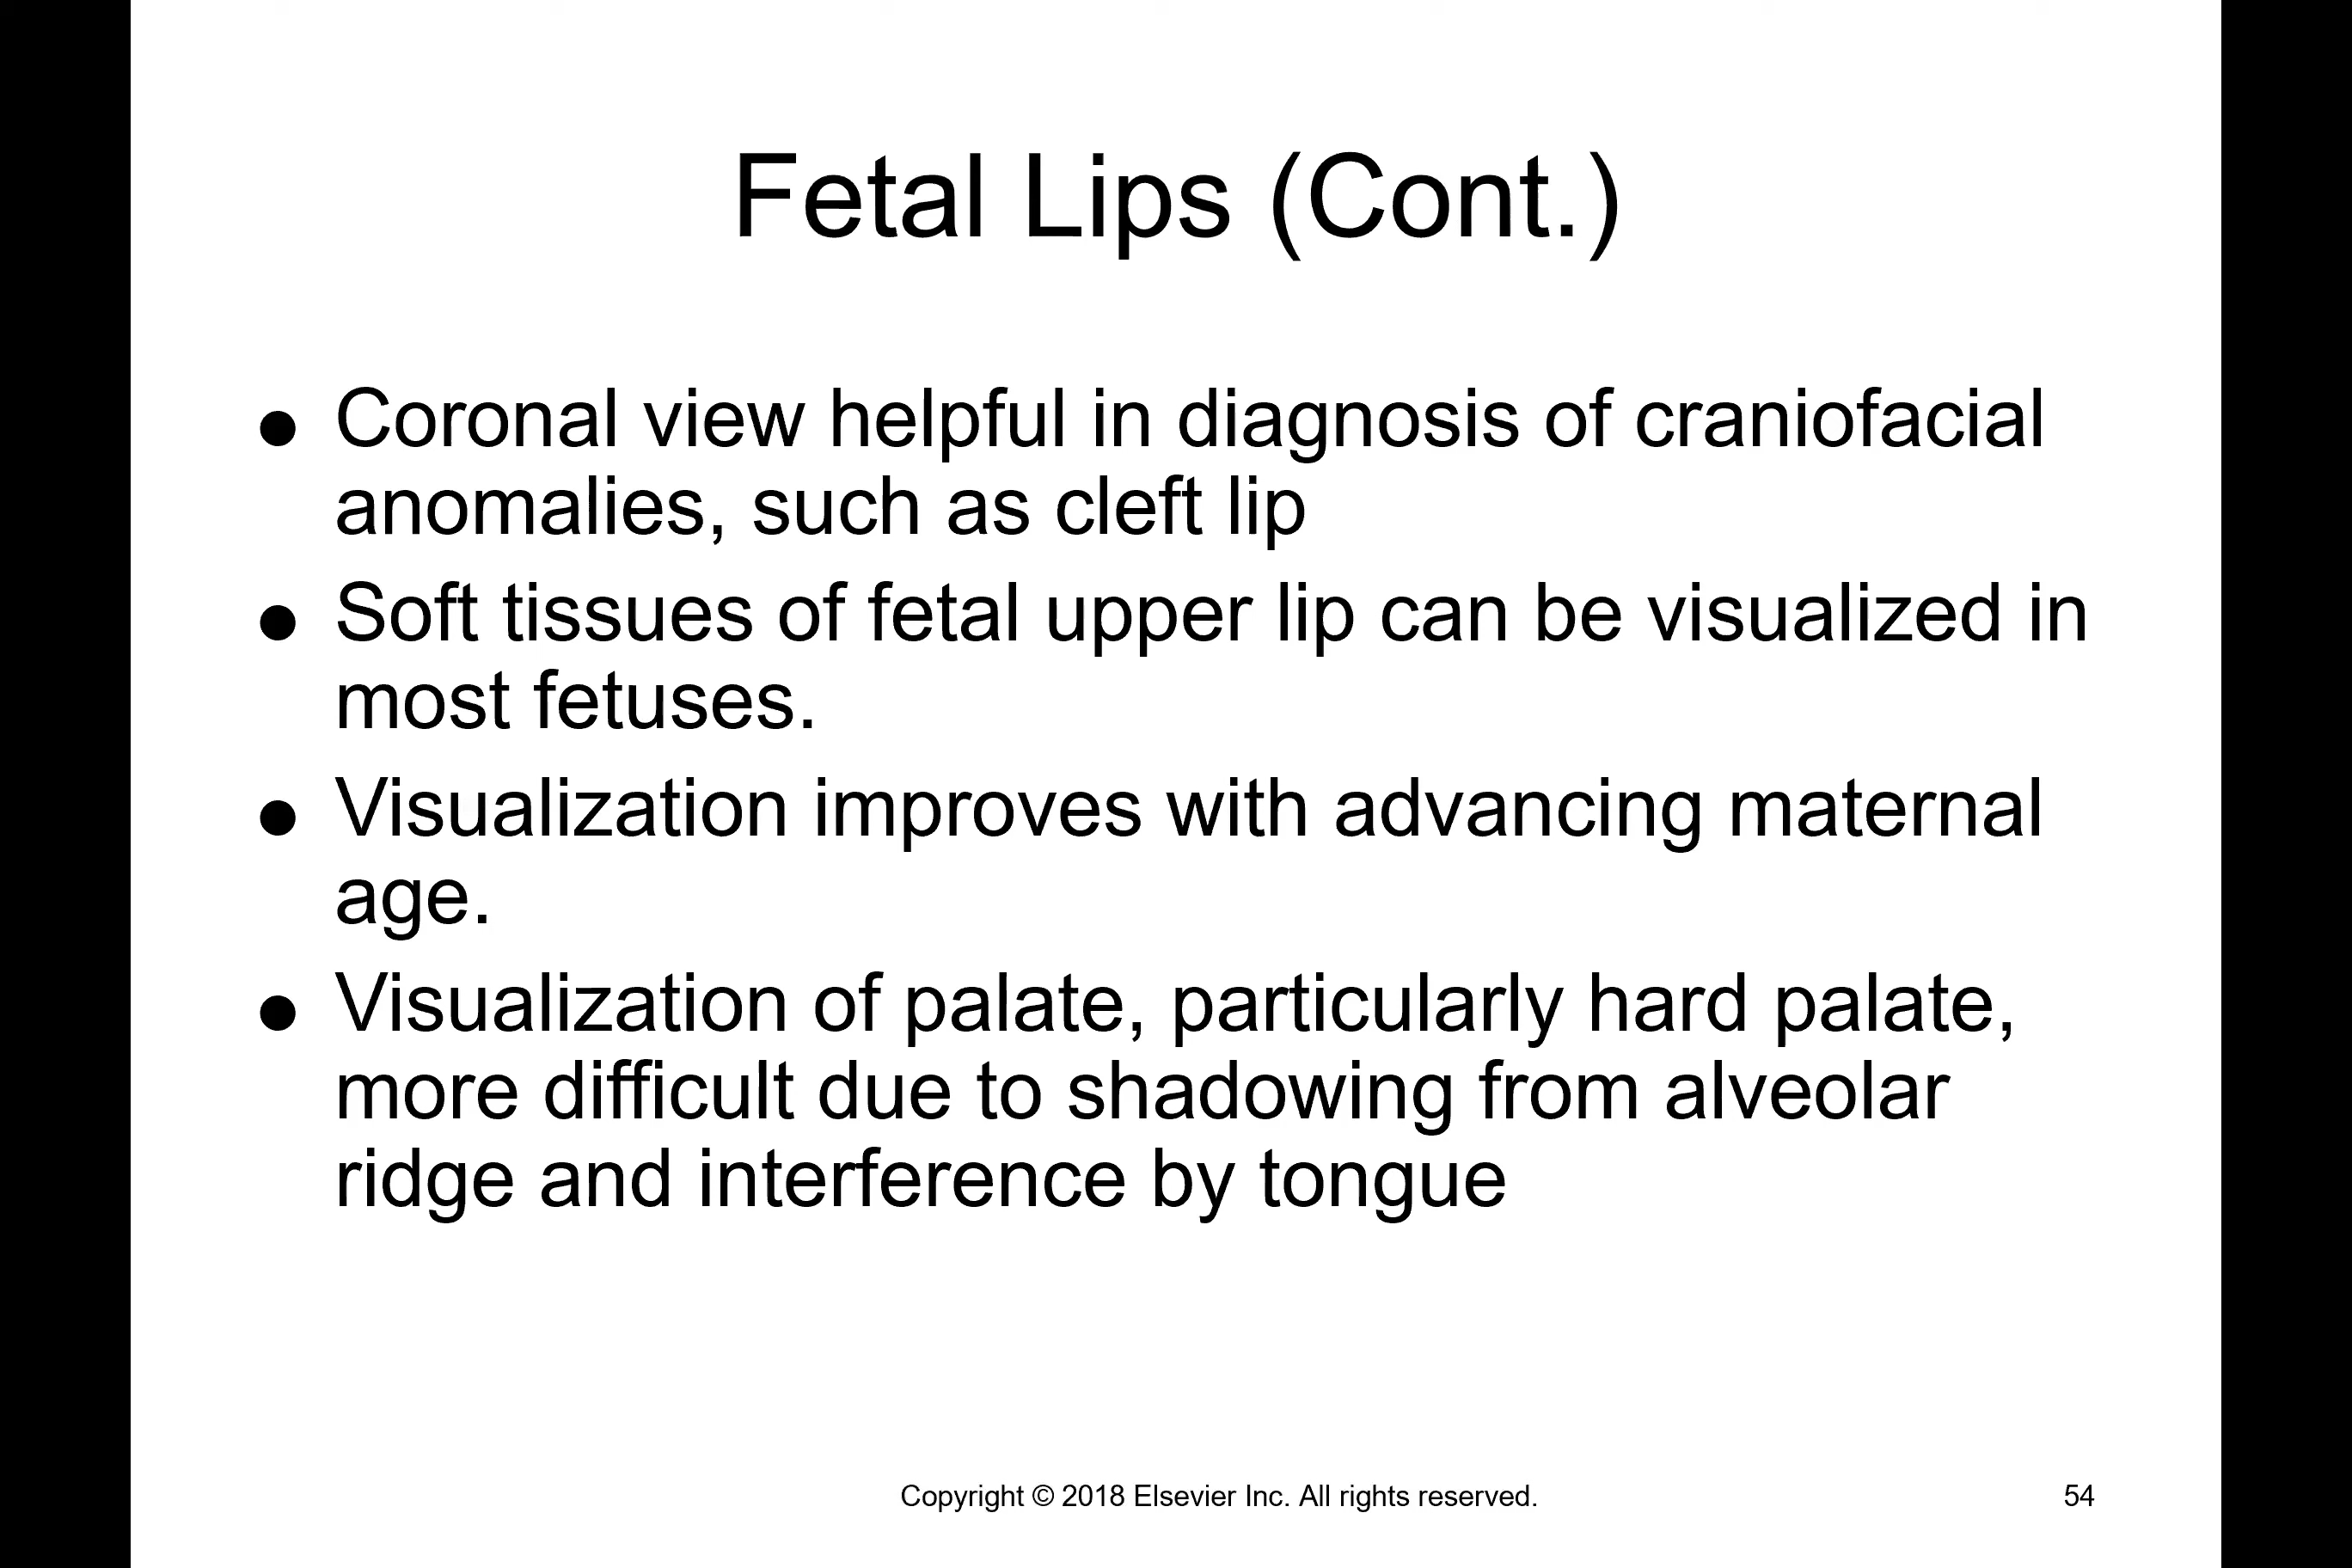 Fetal Lips (Cont.)
● Coronal view helpful in diagnosis of craniofacial
anomalies, such as cleft lip
● Soft tissues of fetal upper lip can be visualized in
most fetuses.
● Visualization improves with advancing maternal
age.
● Visualization of palate, particularly hard palate,
more difficult due to shadowing from alveolar
ridge and interference by tongue
Copyright © 2018 Elsevier Inc. All rights reserved. 54